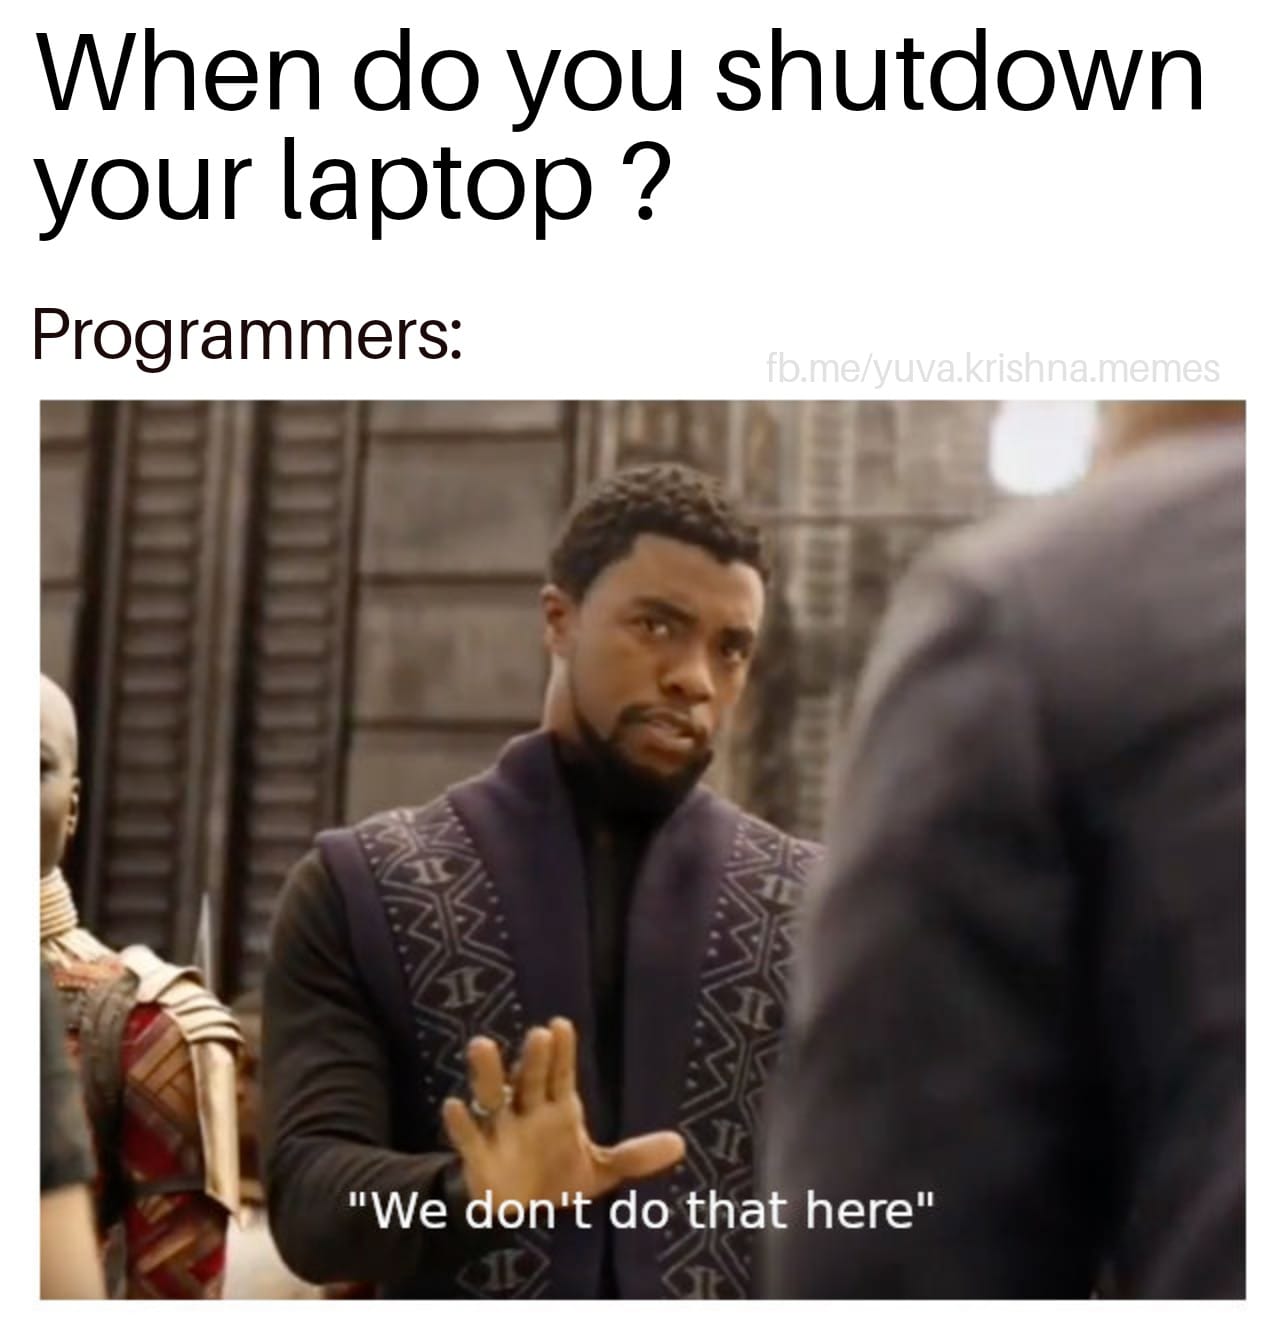 When do you shutdown
your laptop ?
Programmers:
fb.me/yuva.krishna.memes
"We don't do that here"